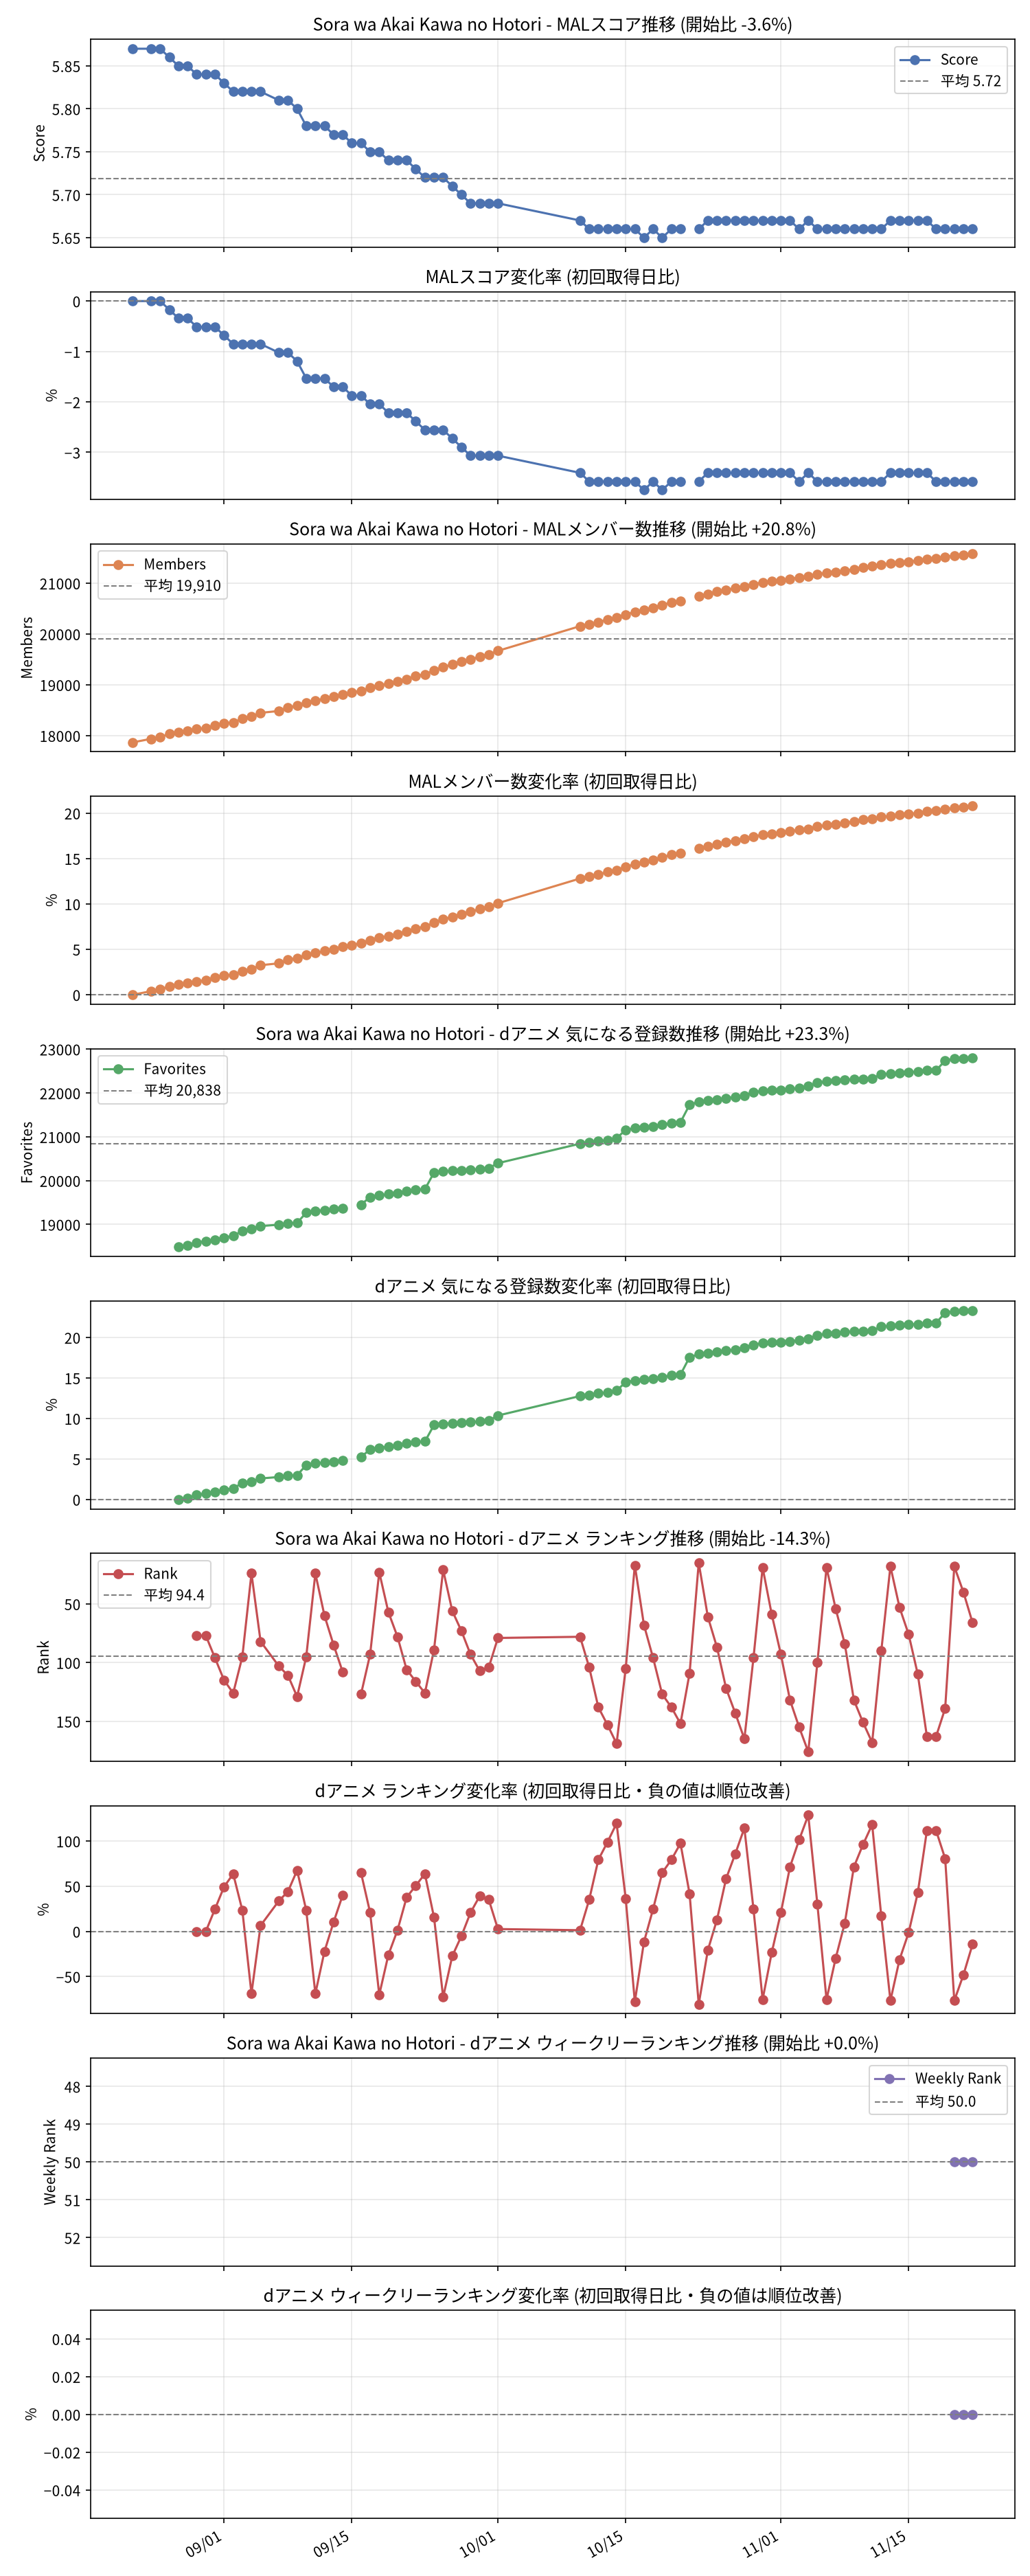 Sora wa Akai Kawa no Hotori - MALスコア推移 (開始比 -3.6%)
Score
平均 5.72
5.85
5.80
5.75
5.70
5.65
Score
MALスコア変化率 (初回取得日比)
0
−1
−2
−3
%
Sora wa Akai Kawa no Hotori - MALメンバー数推移 (開始比 +20.8%)
Members
平均 19,910
21000
20000
19000
18000
Members
MALメンバー数変化率 (初回取得日比)
20
15
10
5
0
%
Sora wa Akai Kawa no Hotori - dアニメ 気になる登録数推移 (開始比 +23.3%)
Favorites
平均 20,838
23000
22000
21000
20000
19000
Favorites
dアニメ 気になる登録数変化率 (初回取得日比)
20
15
10
5
0
%
Sora wa Akai Kawa no Hotori - dアニメ ランキング推移 (開始比 -14.3%)
Rank
平均 94.4
50
100
150
Rank
dアニメ ランキング変化率 (初回取得日比・負の値は順位改善)
100
50
0
−50
%
Sora wa Akai Kawa no Hotori - dアニメ ウィークリーランキング推移 (開始比 +0.0%)
Weekly Rank
平均 50.0
48
49
50
51
52
Weekly Rank
dアニメ ウィークリーランキング変化率 (初回取得日比・負の値は順位改善)
0.04
0.02
0.00
−0.02
−0.04
%
09/01
09/15
10/01
10/15
11/01
11/15